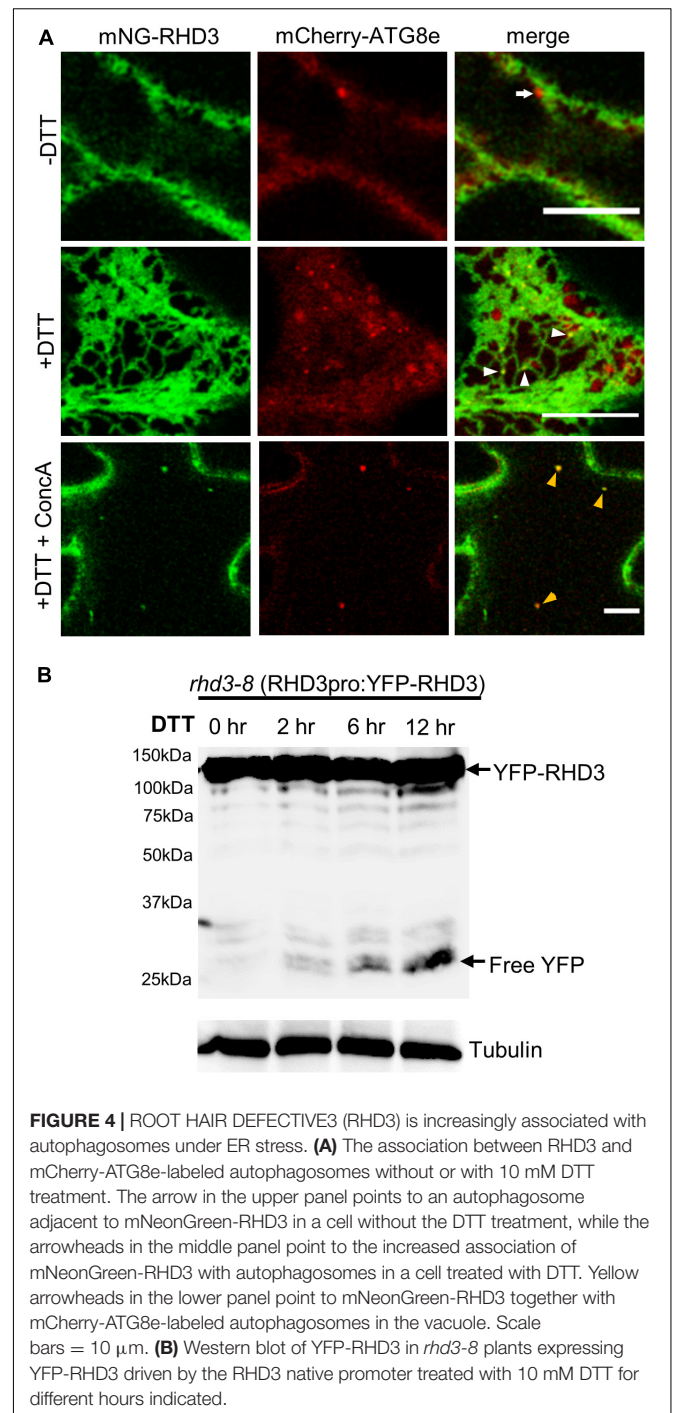 A
mNG-RHD3 mCherry-ATG8e merge
-DTT
+DTT
+DTT + ConcA
B
rhd3-8 (RHD3pro:YFP-RHD3)
DTT 0 hr 2 hr 6 hr 12 hr
150kDa
YFP-RHD3
100kDa
75kDa
50kDa
37kDa
Free YFP
25kDa
Tubulin
FIGURE 4 | ROOT HAIR DEFECTIVE3 (RHD3) is increasingly associated with
autophagosomes under ER stress. (A) The association between RHD3 and
mCherry-ATG8e-labeled autophagosomes without or with 10 mM DTT
treatment. The arrow in the upper panel points to an autophagosome
adjacent to mNeonGreen-RHD3 in a cell without the DTT treatment, while the
arrowheads in the middle panel point to the increased association of
mNeonGreen-RHD3 with autophagosomes in a cell treated with DTT. Yellow
arrowheads in the lower panel point to mNeonGreen-RHD3 together with
mCherry-ATG8e-labeled autophagosomes in the vacuole. Scale
bars = 10 μm. (B) Western blot of YFP-RHD3 in rhd3-8 plants expressing
YFP-RHD3 driven by the RHD3 native promoter treated with 10 mM DTT for
different hours indicated.